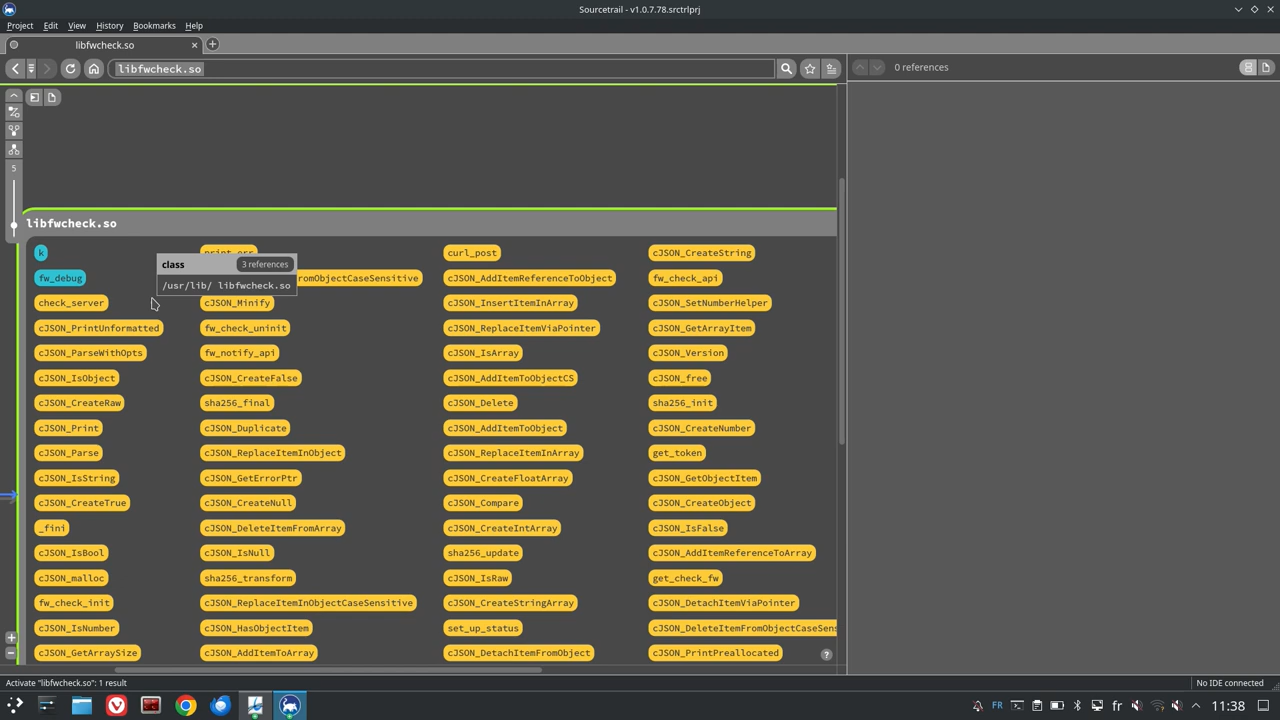 Sourcetrail - v1.0.7.78.srctrlprj
Project Edit View History Bookmarks Help
libfwcheck.so
libfwcheck.so
0 references
5
libfwcheck.so
k
fw_debug
check_server
cJSON_PrintUnformatted
cJSON_ParseWithOpts
cJSON_IsObject
cJSON_CreateRaw
cJSON_Print
cJSON_Parse
cJSON_IsString
cJSON_CreateTrue
_fini
cJSON_IsBool
cJSON_malloc
fw_check_init
cJSON_IsNumber
cJSON_GetArraySize
class 3 references
/usr/lib/ libfwcheck.so
print_err
romObjectCaseSensitive
cJSON_Minify
fw_check_uninit
fw_notify_api
cJSON_CreateFalse
sha256_final
cJSON_Duplicate
cJSON_ReplaceItemInObject
cJSON_GetErrorPtr
cJSON_CreateNull
cJSON_DeleteItemFromArray
cJSON_IsNull
sha256_transform
cJSON_ReplaceItemInObjectCaseSensitive
cJSON_HasObjectItem
cJSON_AddItemToArray
curl_post
cJSON_AddItemReferenceToObject
cJSON_InsertItemInArray
cJSON_ReplaceItemViaPointer
cJSON_IsArray
cJSON_AddItemToObjectCS
cJSON_Delete
cJSON_AddItemToObject
cJSON_ReplaceItemInArray
cJSON_CreateFloatArray
cJSON_Compare
cJSON_CreateIntArray
sha256_update
cJSON_IsRaw
cJSON_CreateStringArray
set_up_status
cJSON_DetachItemFromObject
cJSON_CreateString
fw_check_api
cJSON_SetNumberHelper
cJSON_GetArrayItem
cJSON_Version
cJSON_free
sha256_init
cJSON_CreateNumber
get_token
cJSON_GetObjectItem
cJSON_CreateObject
cJSON_IsFalse
cJSON_AddItemReferenceToArray
get_check_fw
cJSON_DetachItemViaPointer
cJSON_DeleteItemFromObjectCaseSens
cJSON_PrintPreallocated
?
Activate "libfwcheck.so": 1 result
No IDE connected
FR
fr
11:38